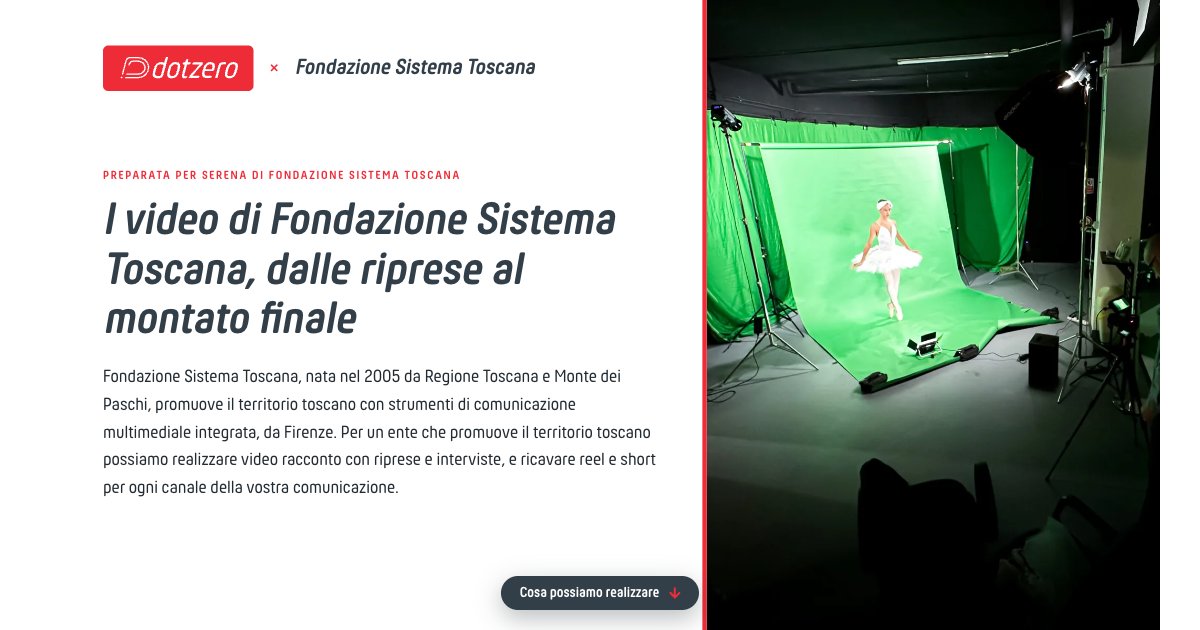 dotzero × Fondazione Sistema Toscana
PREPARATA PER SERENA DI FONDAZIONE SISTEMA TOSCANA
I video di Fondazione Sistema
Toscana, dalle riprese al
montato finale
Fondazione Sistema Toscana, nata nel 2005 da Regione Toscana e Monte dei
Paschi, promuove il territorio toscano con strumenti di comunicazione
multimediale integrata, da Firenze. Per un ente che promuove il territorio toscano
possiamo realizzare video racconto con riprese e interviste, e ricavare reel e short
per ogni canale della vostra comunicazione.
Cosa possiamo realizzare ↓